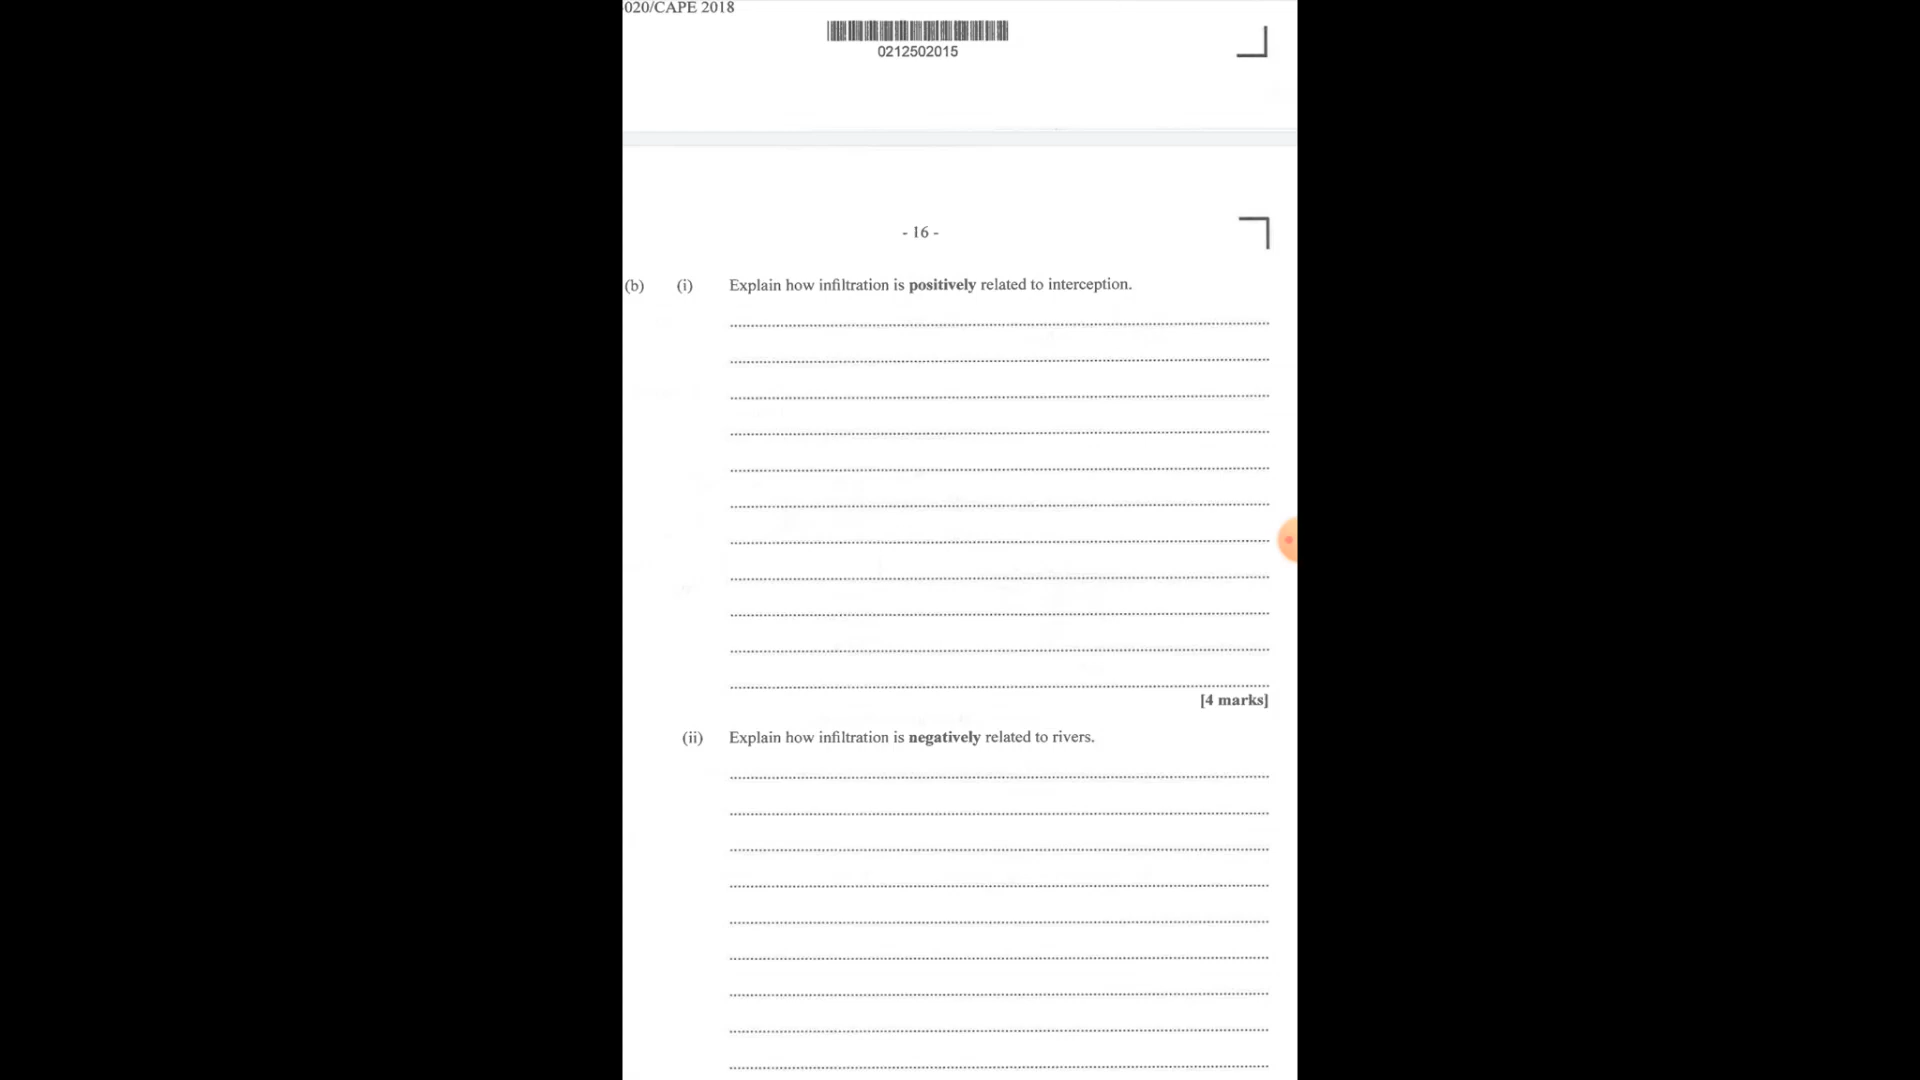 020/CAPE 2018
0212502015
- 16 -
(b) (i) Explain how infiltration is positively related to interception.
[4 marks]
(ii) Explain how infiltration is negatively related to rivers.